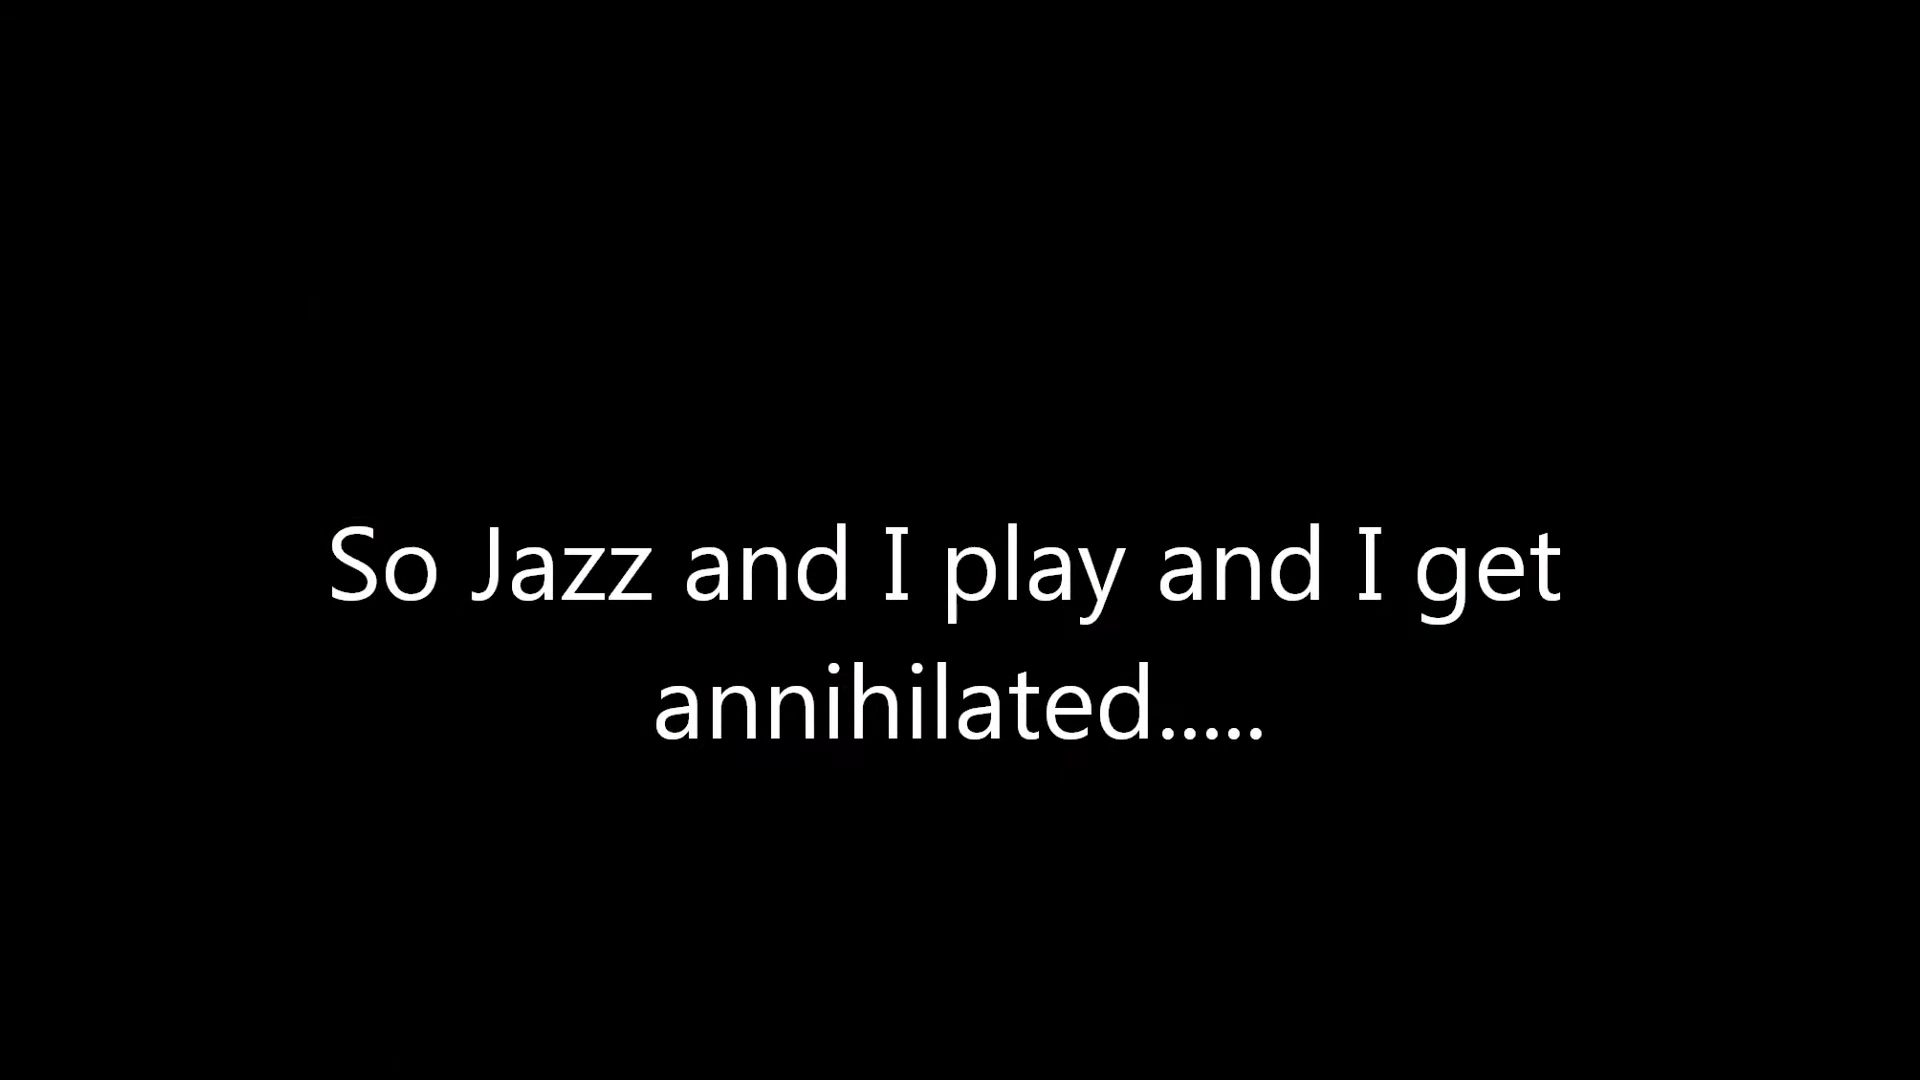 So Jazz and I play and I get
annihilated.....